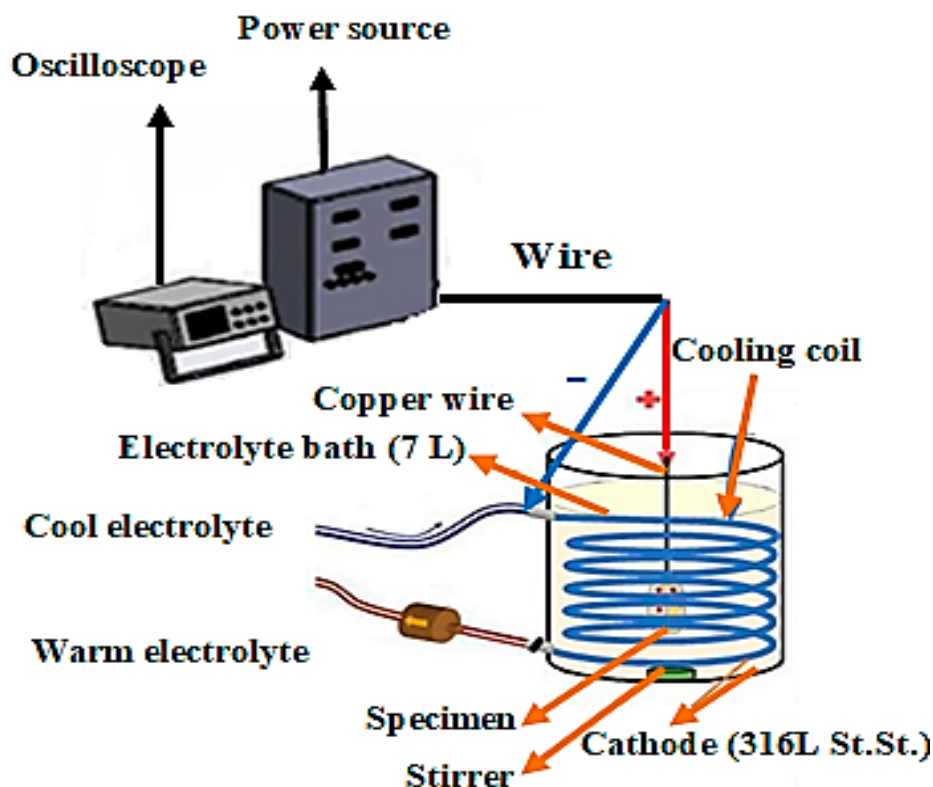 Power source
Oscilloscope
Wire
Cooling coil
−
+
Copper wire
Electrolyte bath (7 L)
Cool electrolyte
Warm electrolyte
Specimen
Cathode (316L St.St.)
Stirrer